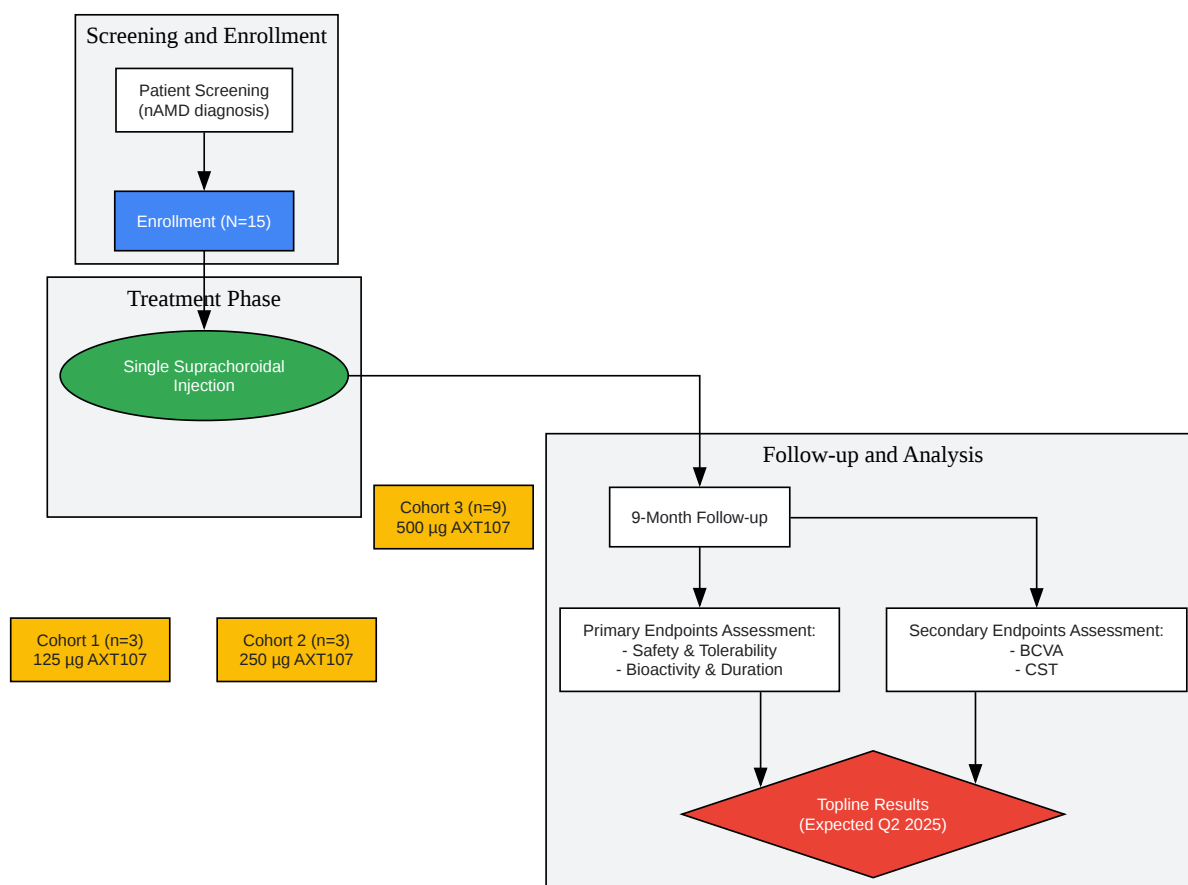 Screening and Enrollment
Patient Screening
(nAMD diagnosis)
Enrollment (N=15)
Treatment Phase
Single Suprachoroidal
Injection
Cohort 3 (n=9)
500 µg AXT107
Cohort 1 (n=3)
125 µg AXT107
Cohort 2 (n=3)
250 µg AXT107
Follow-up and Analysis
9-Month Follow-up
Primary Endpoints Assessment:
- Safety & Tolerability
- Bioactivity & Duration
Secondary Endpoints Assessment:
- BCVA
- CST
Topline Results
(Expected Q2 2025)